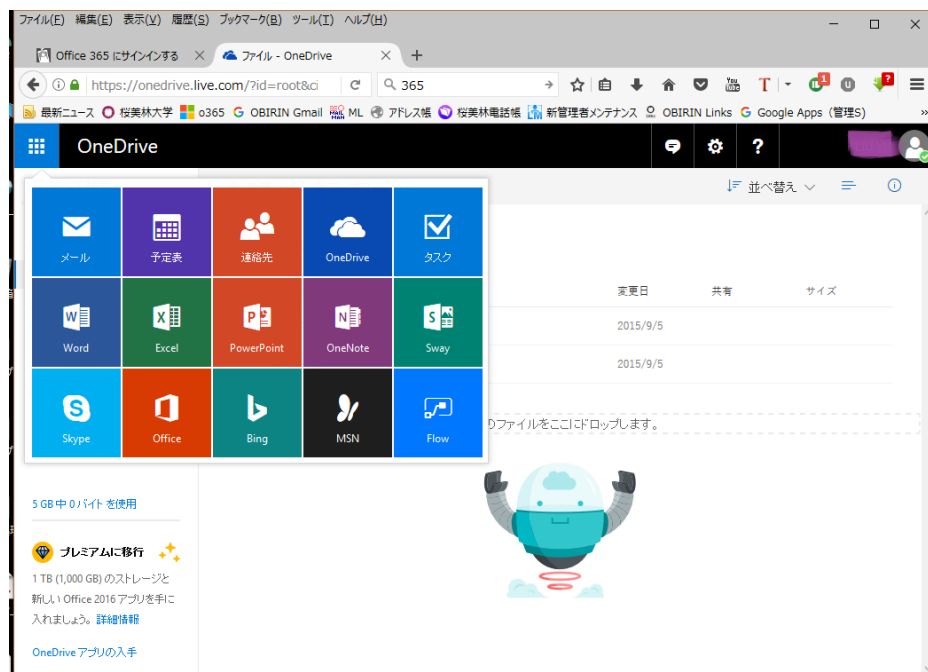 ファイル(F) 編集(E) 表示(V) 履歴(S) ブックマーク(B) ツール(T) ヘルプ(H)
Office 365 にサインインする ファイル - OneDrive
https://onedrive.live.com/?id=root&ci 365
最新ニュース 桜美林大学 o365 OBIRIN Gmail ML アドレス帳 桜美林電話帳 新管理者メンテナンス OBIRIN Links Google Apps (管理S) »
OneDrive
並べ替え
メール 予定表 連絡先 OneDrive タスク
変更日 共有 サイズ
Word Excel PowerPoint OneNote Sway
2015/9/5
2015/9/5
Skype Office Bing MSN Flow
のファイルをここにドロップします。
5 GB 中 0 バイト を使用
プレミアムに移行
1 TB (1,000 GB) のストレージと
新しい Office 2016 アプリを手に
入れましょう。詳細情報
OneDrive アプリの入手